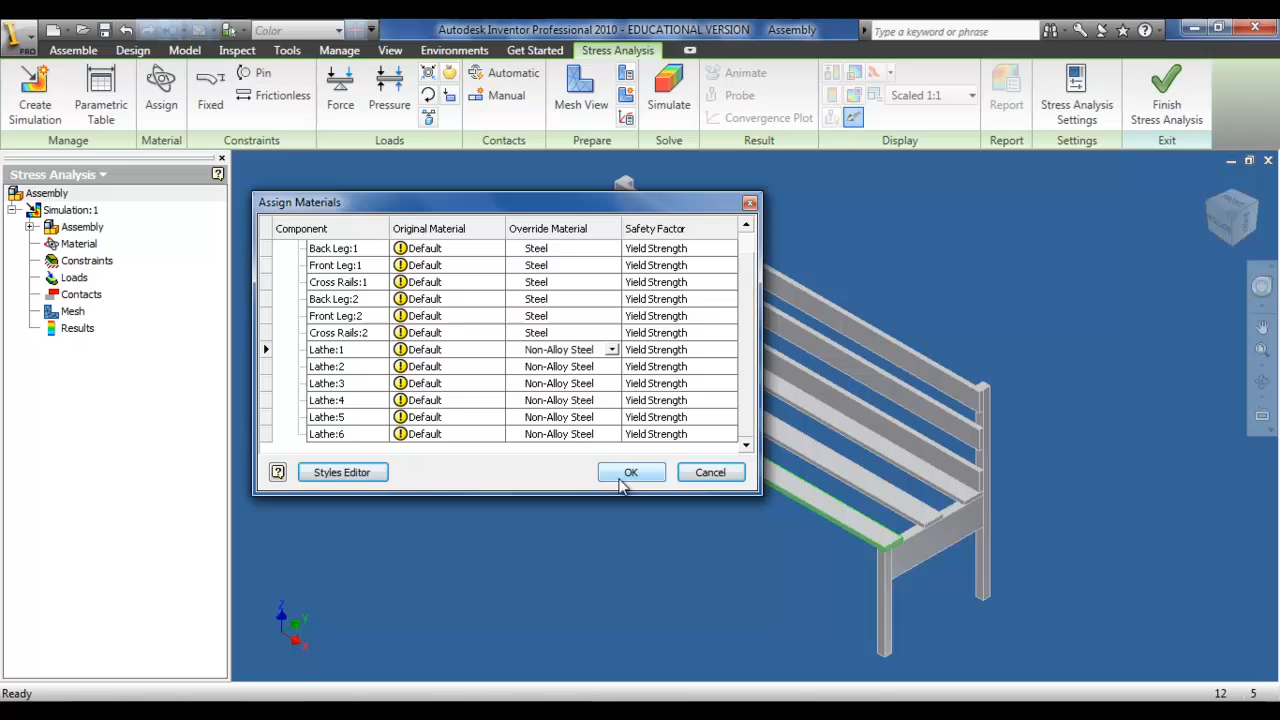 Color
Autodesk Inventor Professional 2010 - EDUCATIONAL VERSION Assembly
Type a keyword or phrase
PRO
Assemble Design Model Inspect Tools Manage View Environments Get Started Stress Analysis
Create Simulation
Parametric Table
Assign
Fixed
Pin
Frictionless
Force
Pressure
Automatic
Manual
Mesh View
Simulate
Animate
Probe
Convergence Plot
Scaled 1:1
Report
Stress Analysis Settings
Finish Stress Analysis
Manage Material Constraints Loads Contacts Prepare Solve Result Display Report Settings Exit
Stress Analysis
Assembly
Simulation:1
Assembly
Material
Constraints
Loads
Contacts
Mesh
Results
Assign Materials
Component Original Material Override Material Safety Factor
Back Leg:1 Default Steel Yield Strength
Front Leg:1 Default Steel Yield Strength
Cross Rails:1 Default Steel Yield Strength
Back Leg:2 Default Steel Yield Strength
Front Leg:2 Default Steel Yield Strength
Cross Rails:2 Default Steel Yield Strength
Lathe:1 Default Non-Alloy Steel Yield Strength
Lathe:2 Default Non-Alloy Steel Yield Strength
Lathe:3 Default Non-Alloy Steel Yield Strength
Lathe:4 Default Non-Alloy Steel Yield Strength
Lathe:5 Default Non-Alloy Steel Yield Strength
Lathe:6 Default Non-Alloy Steel Yield Strength
Styles Editor OK Cancel
Z
Y
X
Ready 12 5